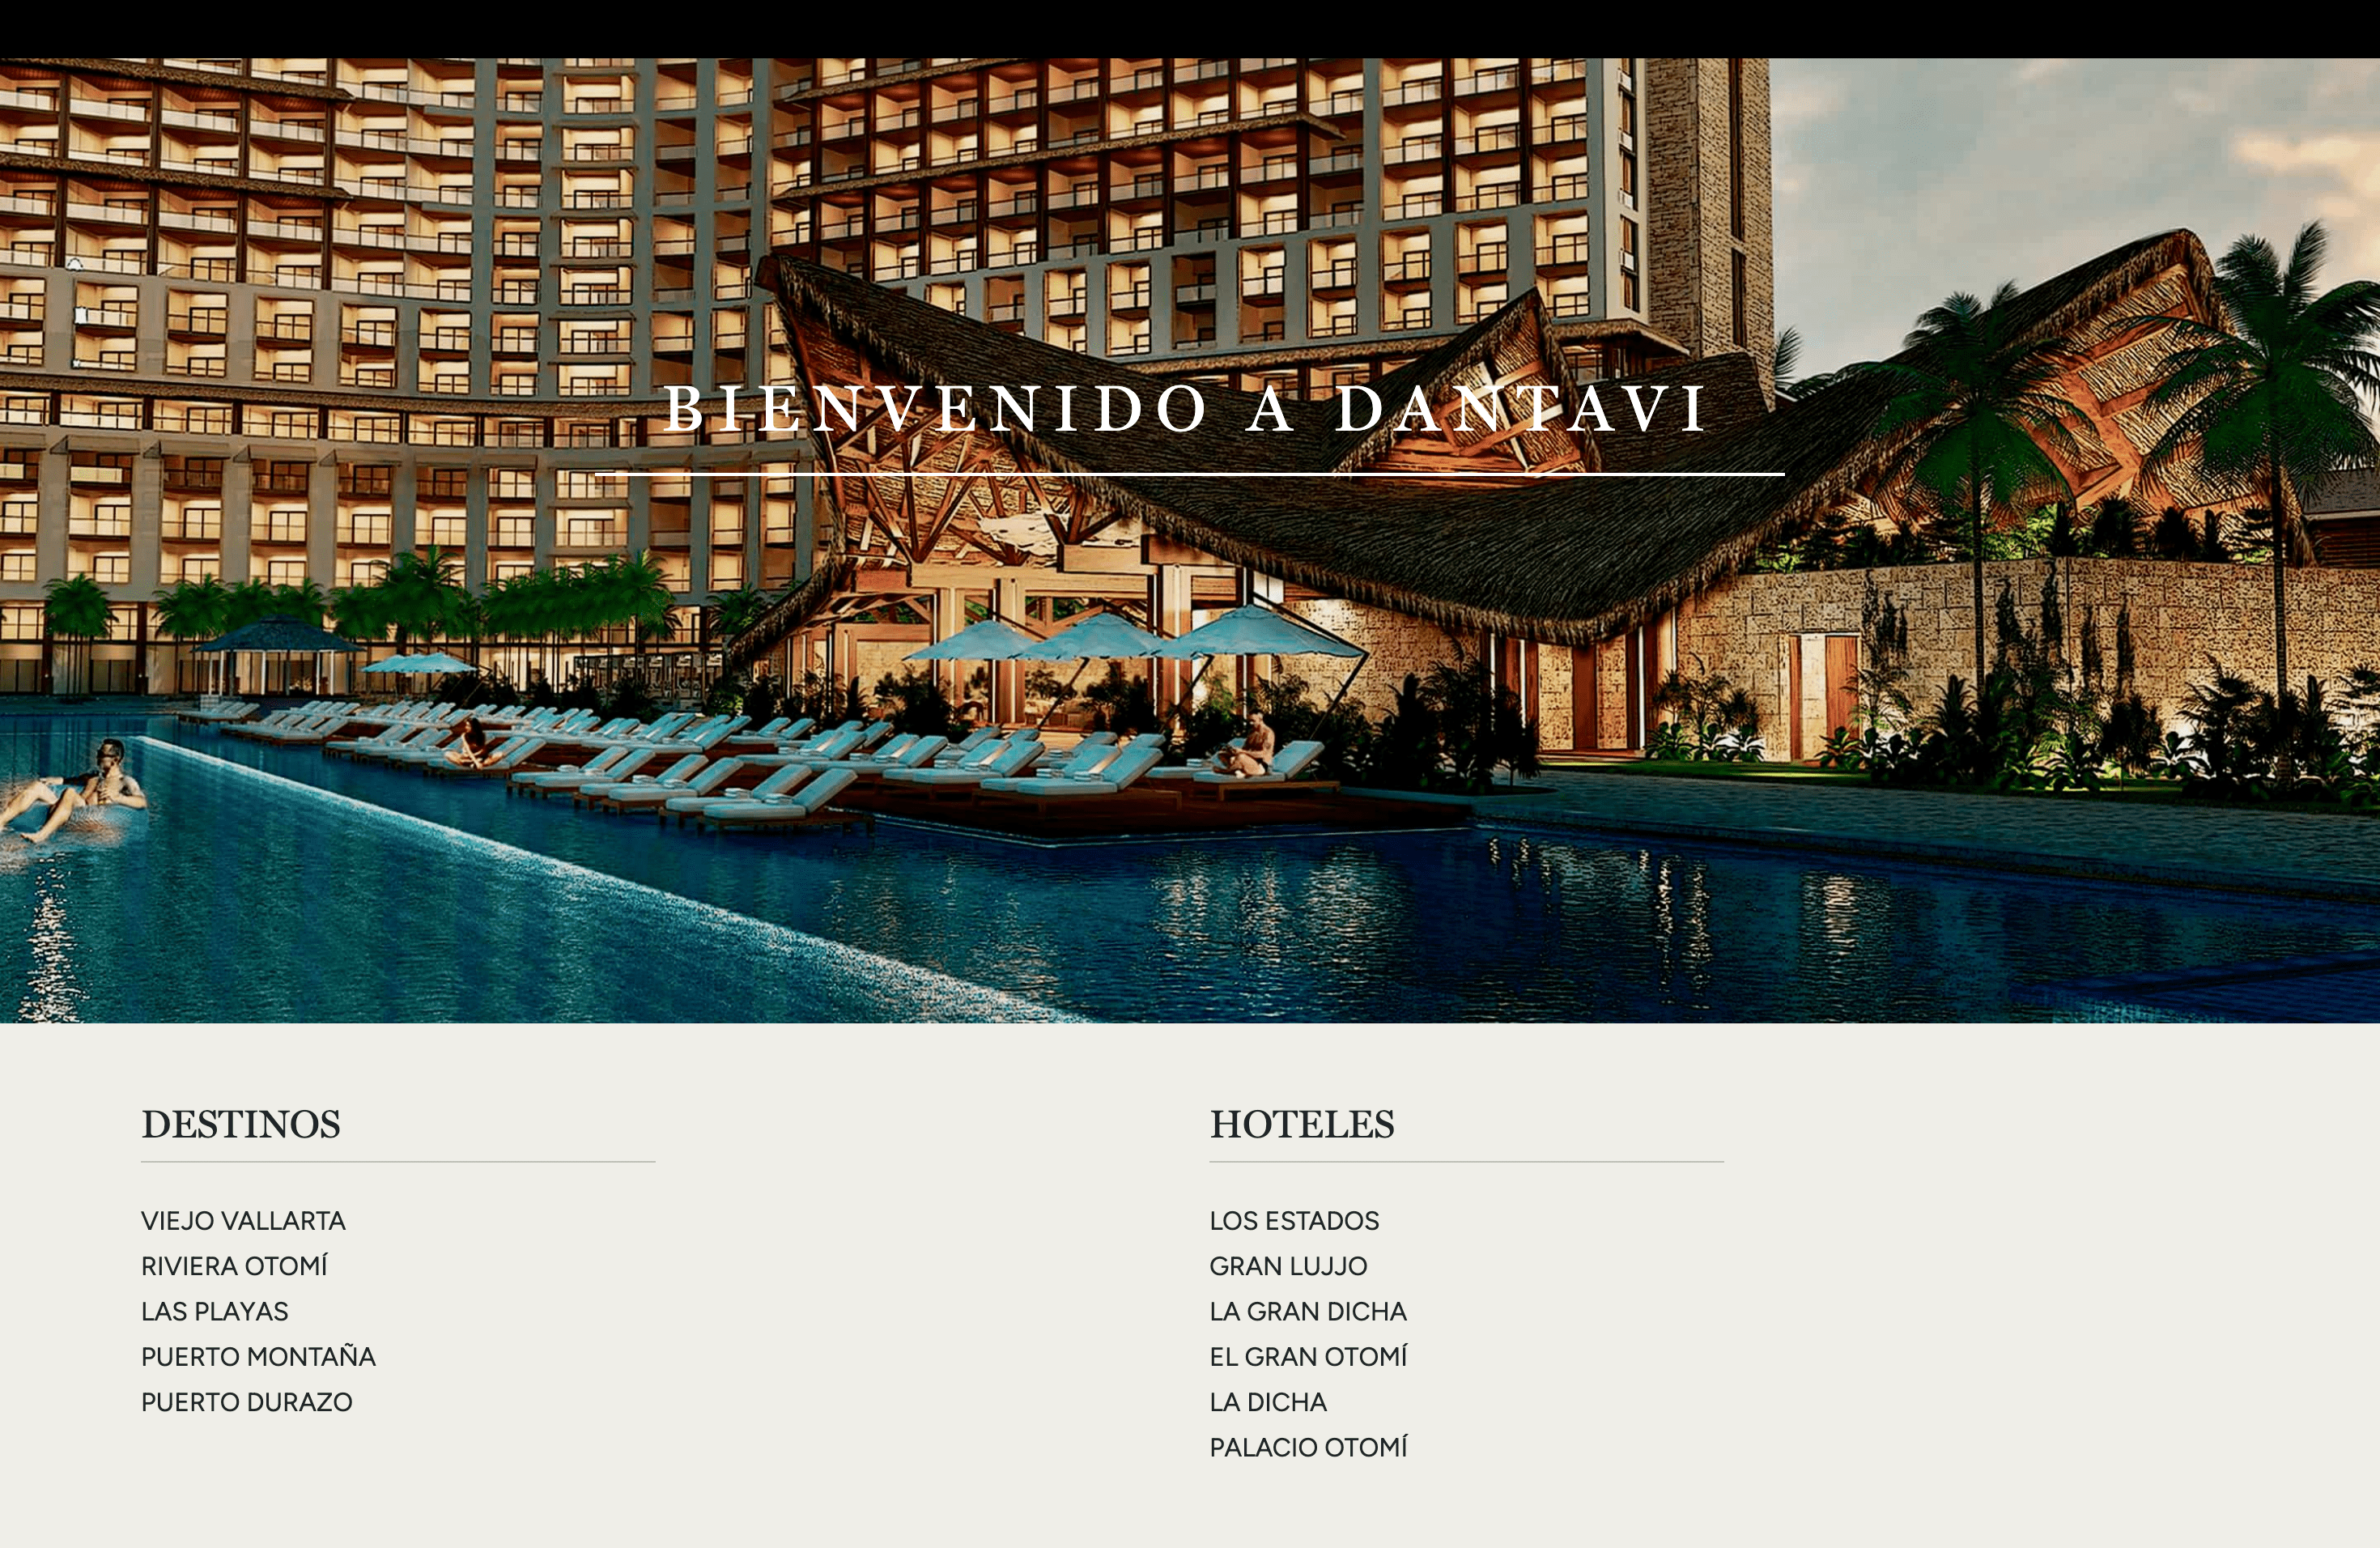 BIENVENIDO A DANTAVI
DESTINOS
VIEJO VALLARTA
RIVIERA OTOMÍ
LAS PLAYAS
PUERTO MONTAÑA
PUERTO DURAZO
HOTELES
LOS ESTADOS
GRAN LUJJO
LA GRAN DICHA
EL GRAN OTOMÍ
LA DICHA
PALACIO OTOMÍ